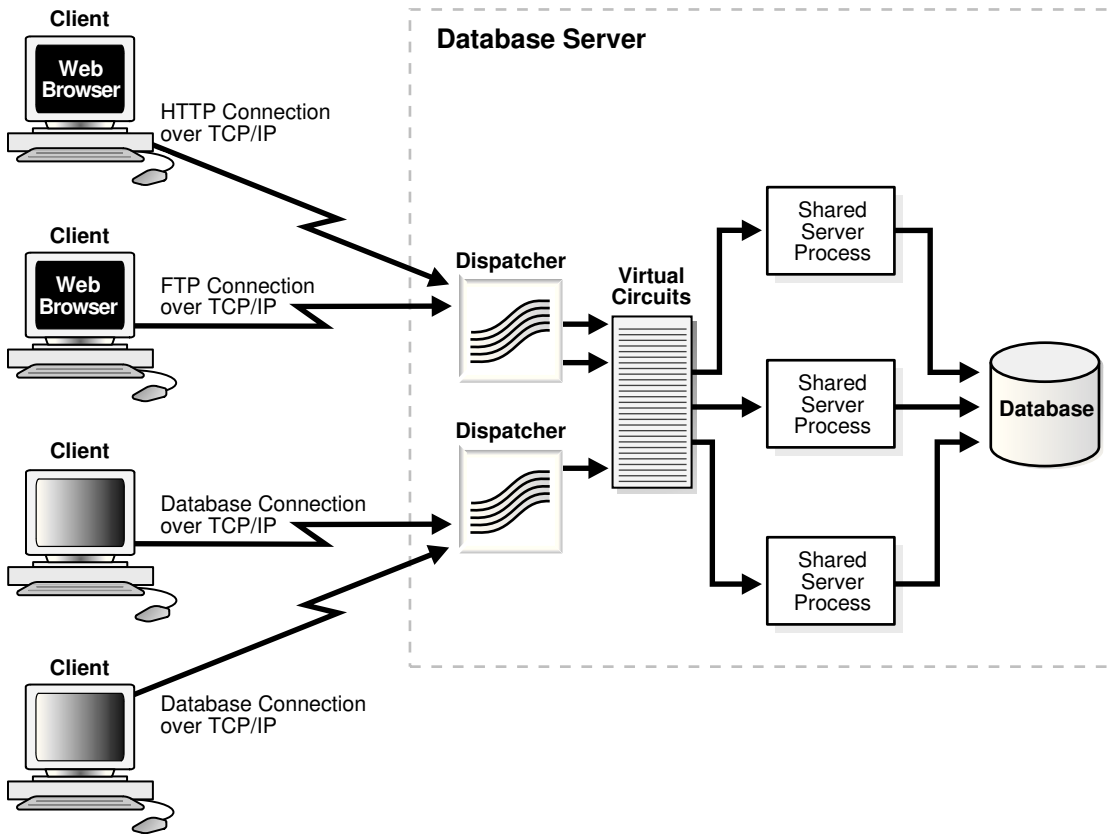 Client
Web
Browser
HTTP Connection
over TCP/IP
Client
Web
Browser
FTP Connection
over TCP/IP
Client
Database Connection
over TCP/IP
Client
Database Connection
over TCP/IP
Database Server
Dispatcher
Dispatcher
Virtual
Circuits
Shared
Server
Process
Shared
Server
Process
Shared
Server
Process
Database